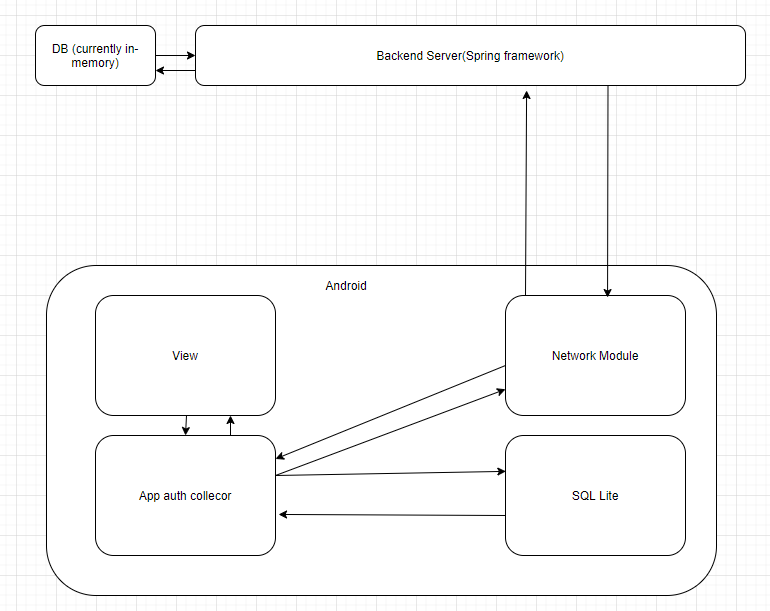 DB (currently in-
memory)
Backend Server(Spring framework)
Android
View
Network Module
App auth collecor
SQL Lite